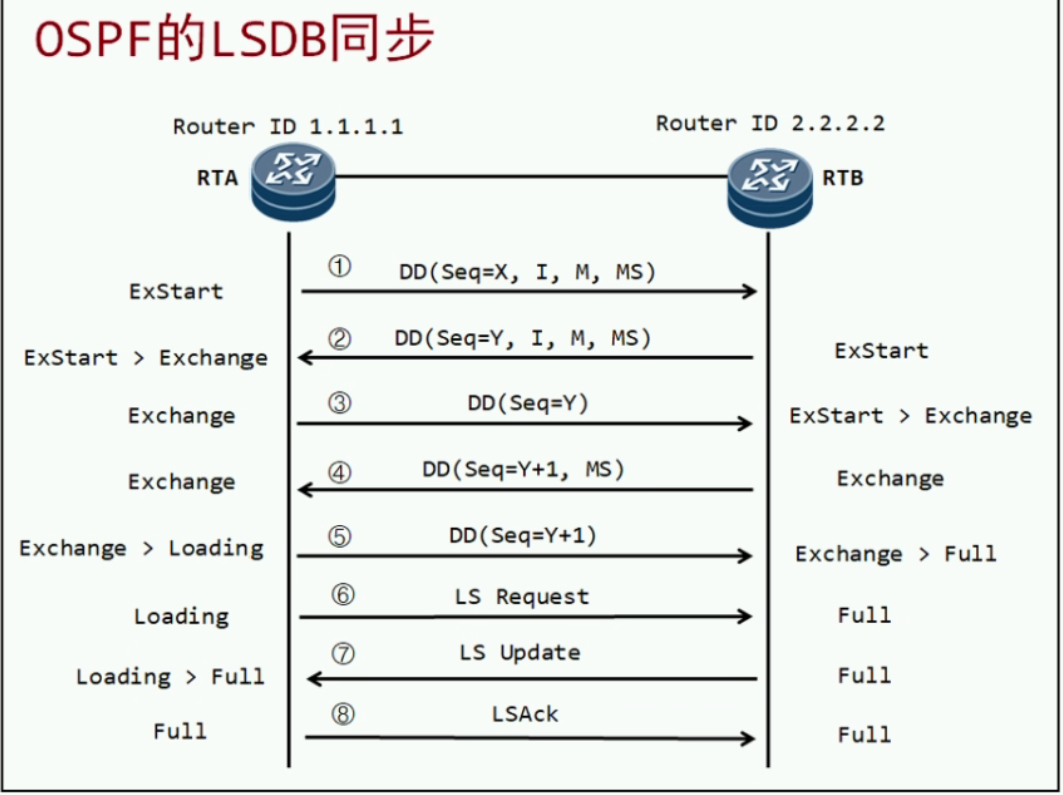 OSPF的LSDB同步
Router ID 1.1.1.1
Router ID 2.2.2.2
RTA
RTB
① DD(Seq=X, I, M, MS)
ExStart
② DD(Seq=Y, I, M, MS)
ExStart > Exchange
ExStart
③ DD(Seq=Y)
Exchange
ExStart > Exchange
④ DD(Seq=Y+1, MS)
Exchange
Exchange
⑤ DD(Seq=Y+1)
Exchange > Loading
Exchange > Full
⑥ LS Request
Loading
Full
⑦ LS Update
Loading > Full
Full
⑧ LSAck
Full
Full